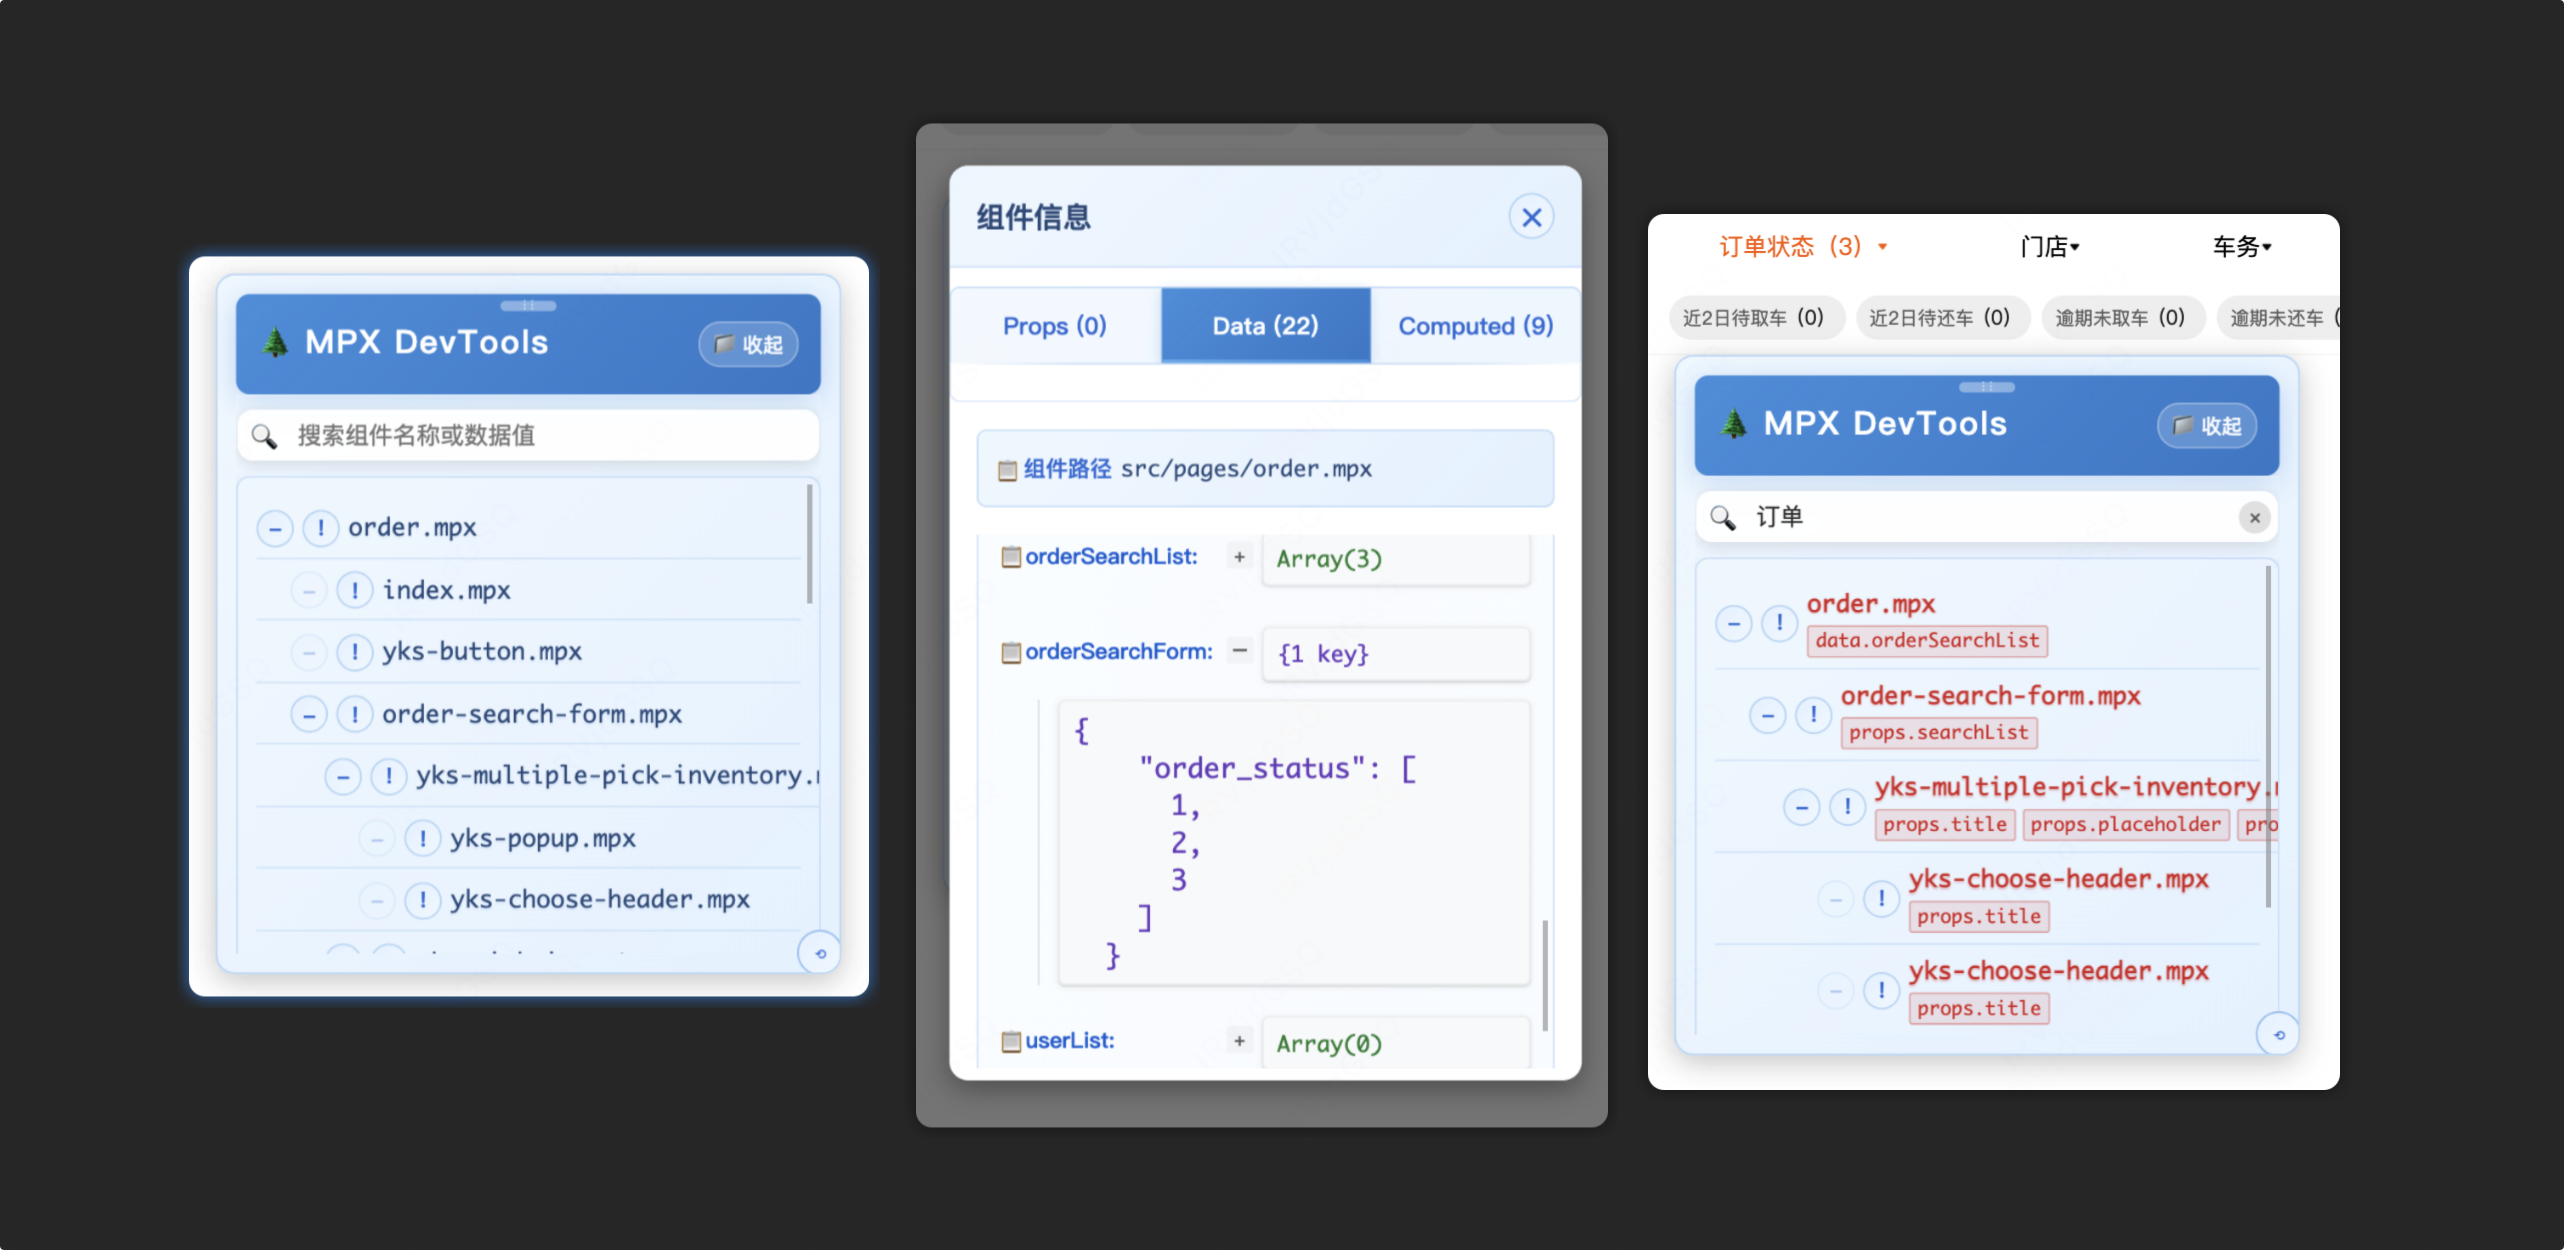 MPX DevTools
收起
搜索组件名称或数据值
order.mpx
index.mpx
yks-button.mpx
order-search-form.mpx
yks-multiple-pick-inventory.
yks-popup.mpx
yks-choose-header.mpx
组件信息
Props (0)
Data (22)
Computed (9)
组件路径 src/pages/order.mpx
orderSearchList: + Array(3)
orderSearchForm: − {1 key}
{
"order_status": [
1,
2,
3
]
}
userList: + Array(0)
订单状态 (3)
门店
车务
近2日待取车 (0)
近2日待还车 (0)
逾期未取车 (0)
逾期未还车 (
MPX DevTools
收起
订单
order.mpx
data.orderSearchList
order-search-form.mpx
props.searchList
yks-multiple-pick-inventory.
props.title props.placeholder pro
yks-choose-header.mpx
props.title
yks-choose-header.mpx
props.title